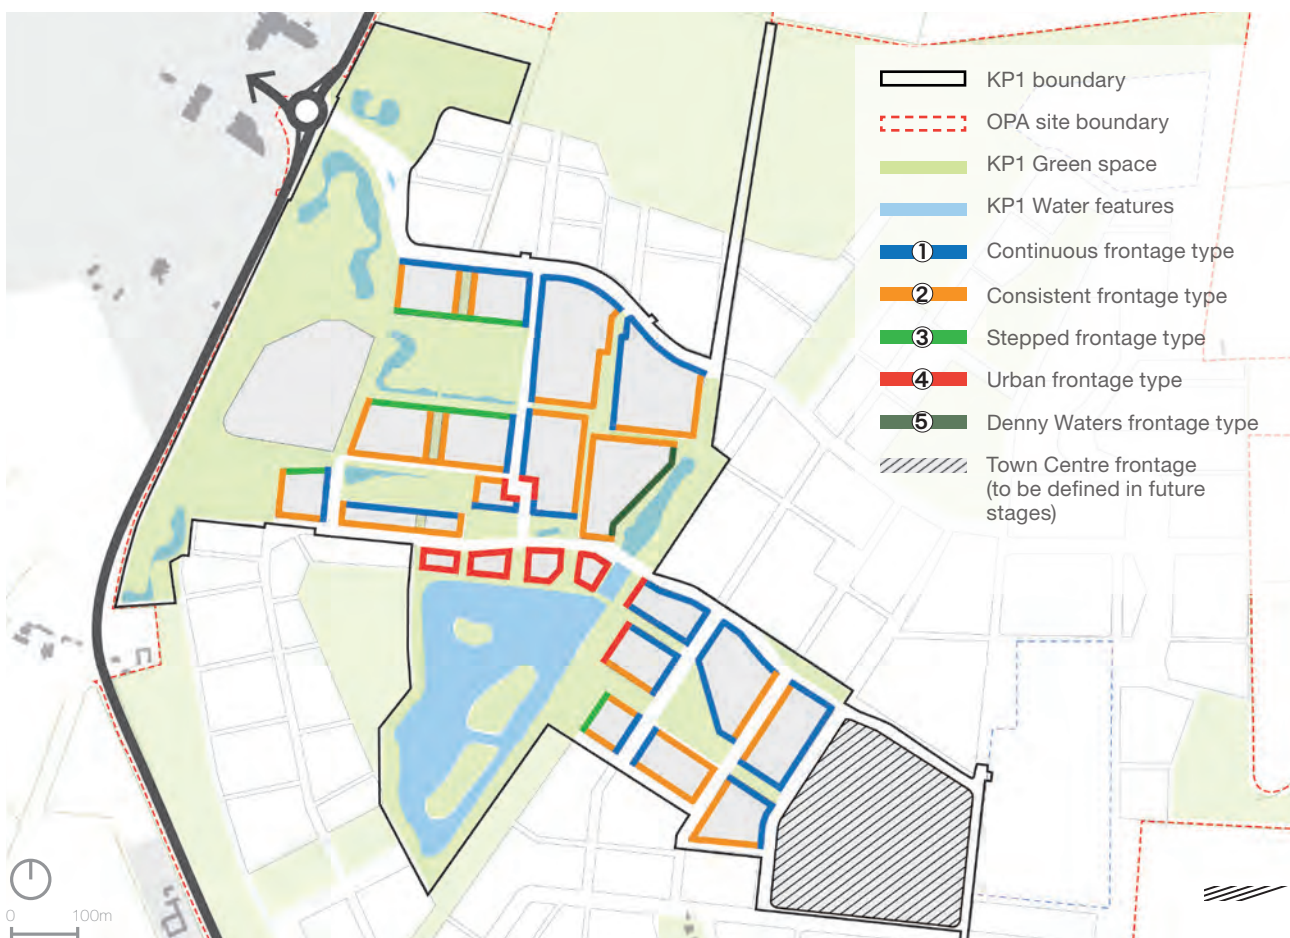 KP1 boundary
OPA site boundary
KP1 Green space
KP1 Water features
1 Continuous frontage type
2 Consistent frontage type
3 Stepped frontage type
4 Urban frontage type
5 Denny Waters frontage type
Town Centre frontage
(to be defined in future
stages)
0 100m